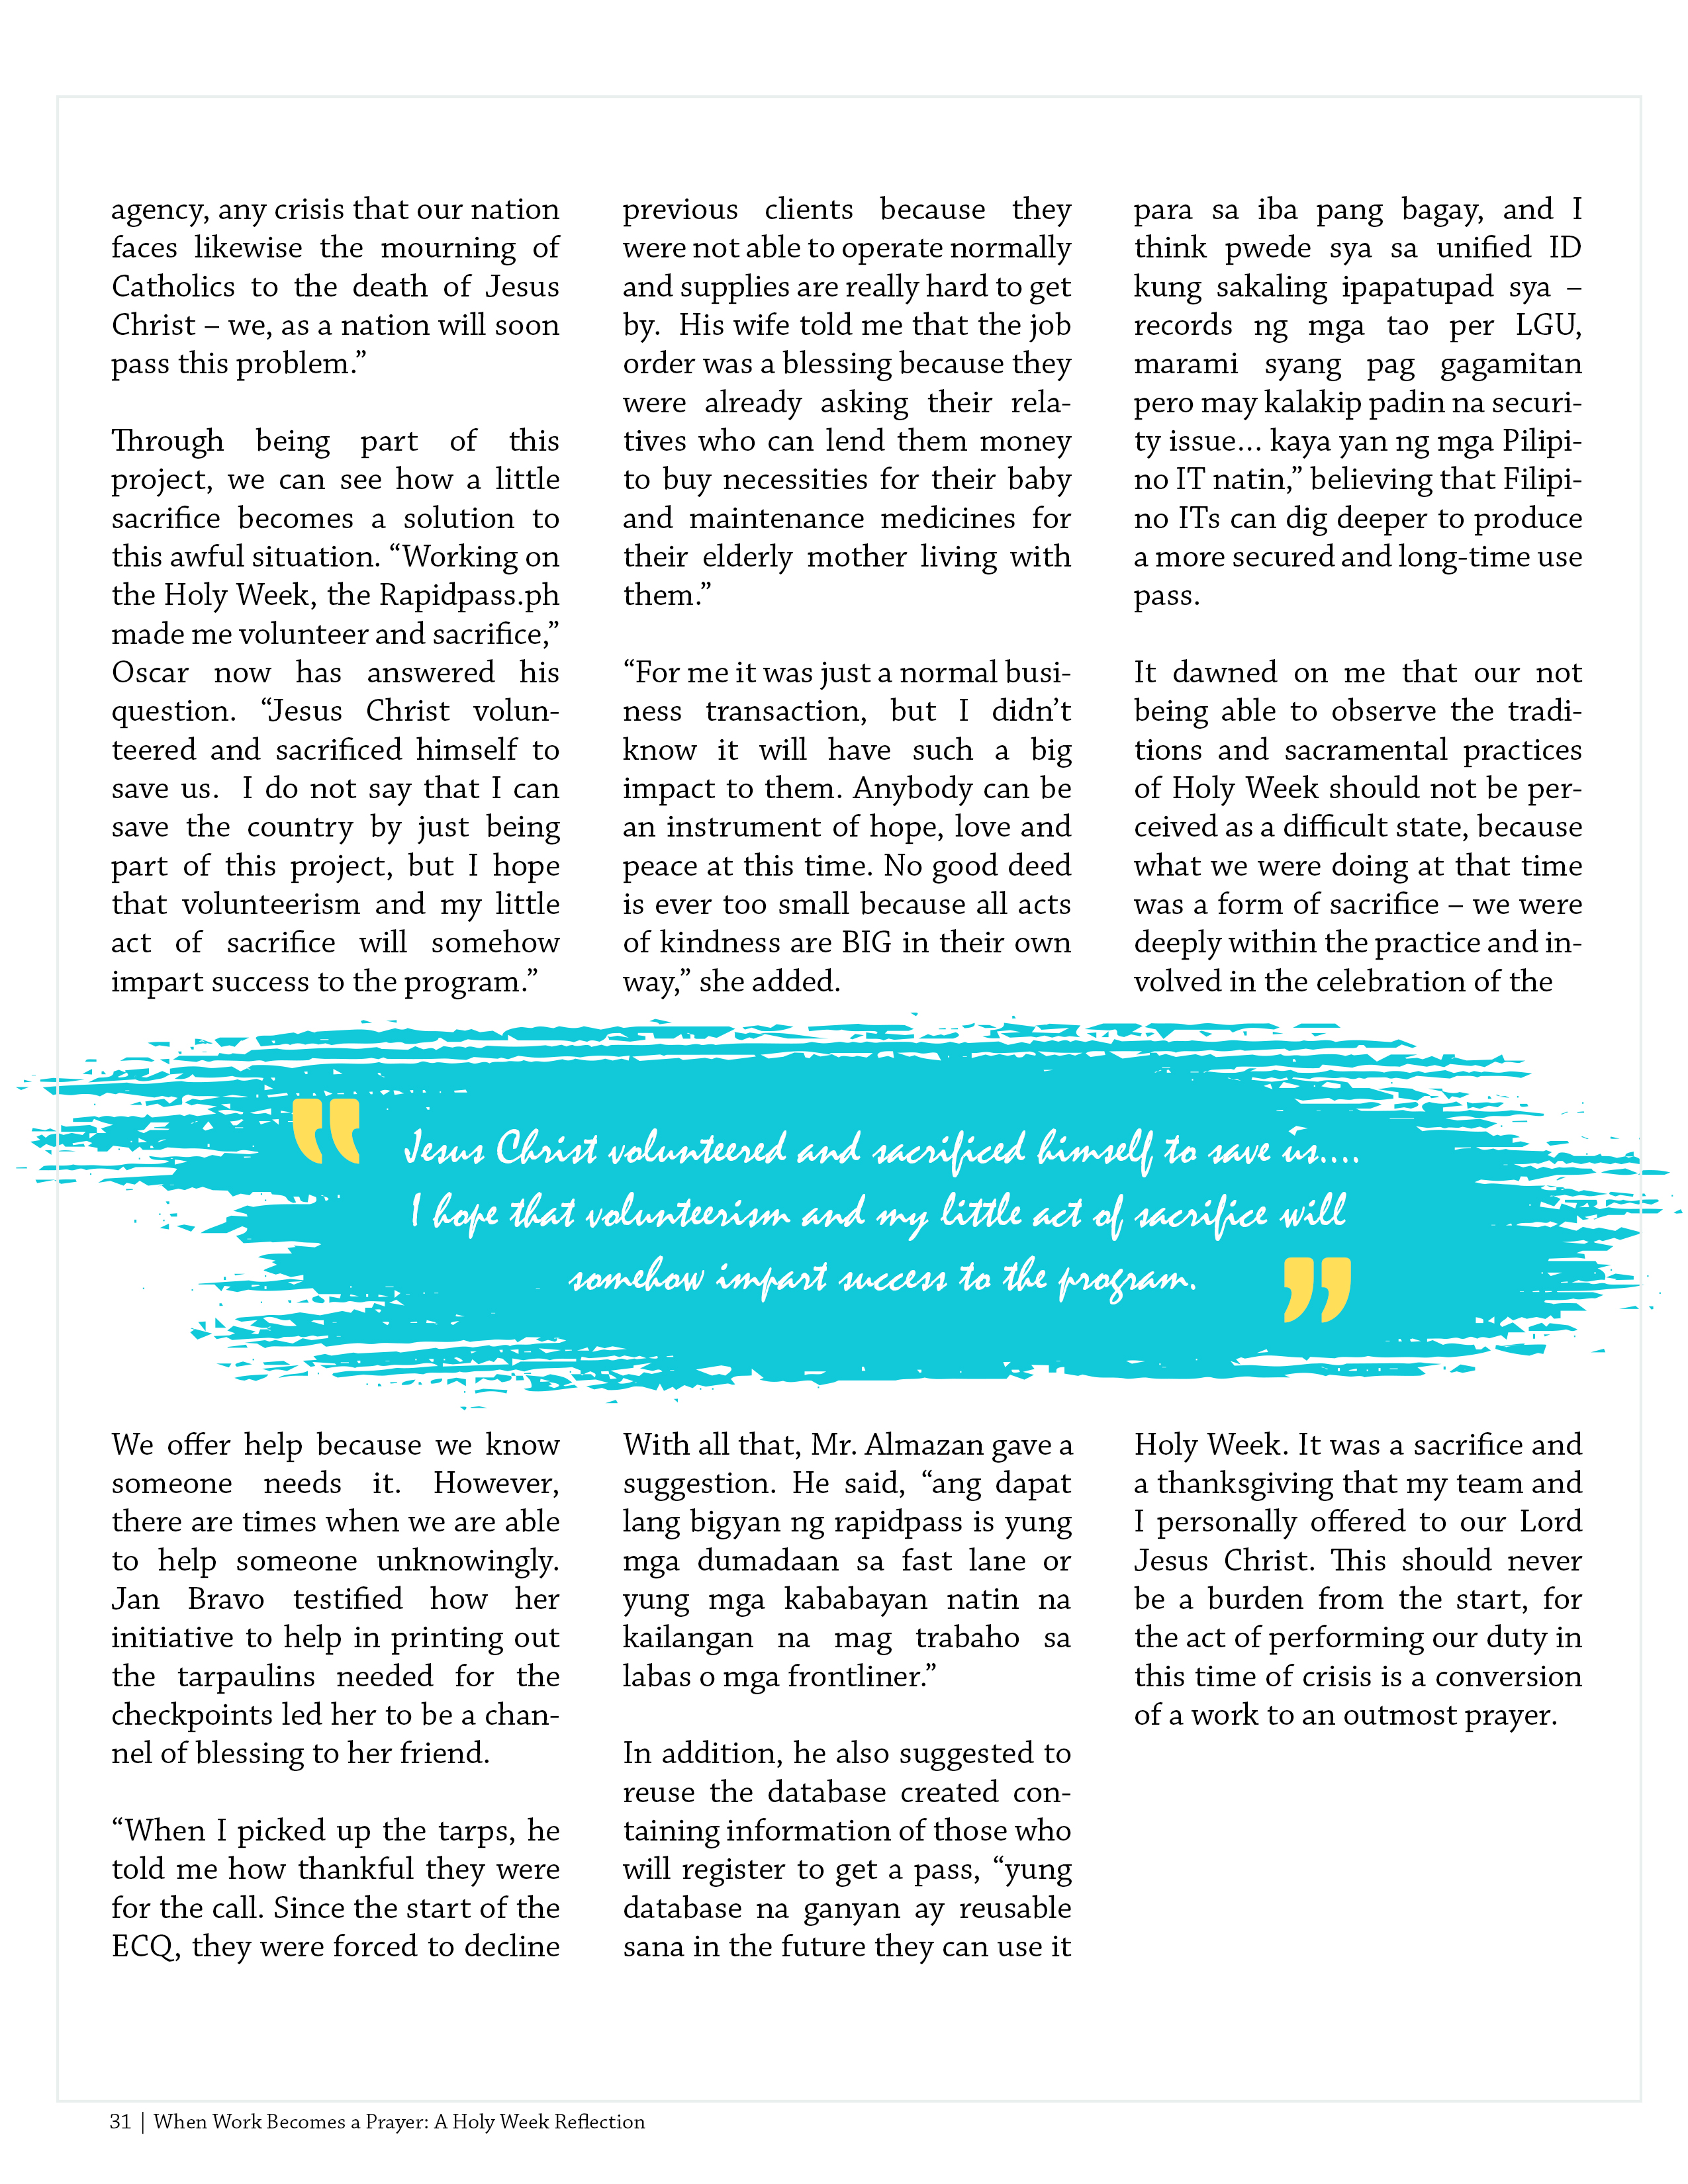 agency, any crisis that our nation
faces likewise the mourning of
Catholics to the death of Jesus
Christ – we, as a nation will soon
pass this problem.”
Through being part of this
project, we can see how a little
sacrifice becomes a solution to
this awful situation. “Working on
the Holy Week, the Rapidpass.ph
made me volunteer and sacrifice,”
Oscar now has answered his
question. “Jesus Christ volun-
teered and sacrificed himself to
save us. I do not say that I can
save the country by just being
part of this project, but I hope
that volunteerism and my little
act of sacrifice will somehow
impart success to the program.”
We offer help because we know
someone needs it. However,
there are times when we are able
to help someone unknowingly.
Jan Bravo testified how her
initiative to help in printing out
the tarpaulins needed for the
checkpoints led her to be a chan-
nel of blessing to her friend.
“When I picked up the tarps, he
told me how thankful they were
for the call. Since the start of the
ECQ, they were forced to decline
previous clients because they
were not able to operate normally
and supplies are really hard to get
by. His wife told me that the job
order was a blessing because they
were already asking their rela-
tives who can lend them money
to buy necessities for their baby
and maintenance medicines for
their elderly mother living with
them.”
“For me it was just a normal busi-
ness transaction, but I didn’t
know it will have such a big
impact to them. Anybody can be
an instrument of hope, love and
peace at this time. No good deed
is ever too small because all acts
of kindness are BIG in their own
way,” she added.
With all that, Mr. Almazan gave a
suggestion. He said, “ang dapat
lang bigyan ng rapidpass is yung
mga dumadaan sa fast lane or
yung mga kababayan natin na
kailangan na mag trabaho sa
labas o mga frontliner.”
In addition, he also suggested to
reuse the database created con-
taining information of those who
will register to get a pass, “yung
database na ganyan ay reusable
sana in the future they can use it
para sa iba pang bagay, and I
think pwede sya sa unified ID
kung sakaling ipapatupad sya –
records ng mga tao per LGU,
marami syang pag gagamitan
pero may kalakip padin na securi-
ty issue... kaya yan ng mga Pilipi-
no IT natin,” believing that Filipi-
no ITs can dig deeper to produce
a more secured and long-time use
pass.
It dawned on me that our not
being able to observe the tradi-
tions and sacramental practices
of Holy Week should not be per-
ceived as a difficult state, because
what we were doing at that time
was a form of sacrifice – we were
deeply within the practice and in-
volved in the celebration of the
Holy Week. It was a sacrifice and
a thanksgiving that my team and
I personally offered to our Lord
Jesus Christ. This should never
be a burden from the start, for
the act of performing our duty in
this time of crisis is a conversion
of a work to an outmost prayer.
“Jesus Christ volunteered and sacrificed himself to save us....
I hope that volunteerism and my little act of sacrifice will
somehow impart success to the program.”
31 | When Work Becomes a Prayer: A Holy Week Reflection